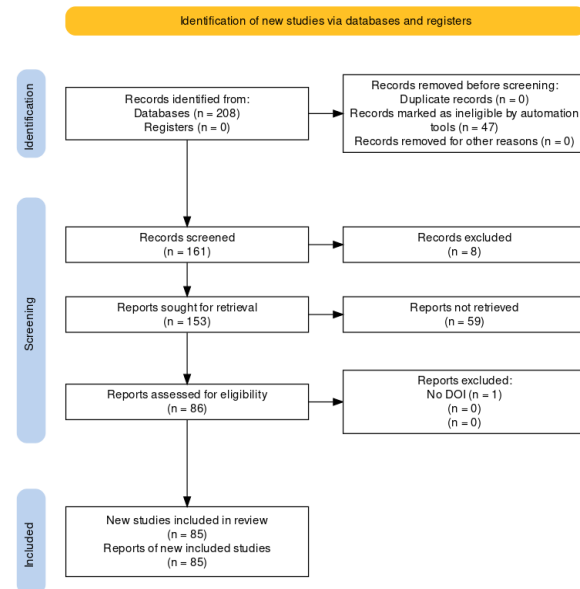 Identification of new studies via databases and registers
Identification
Records identified from:
Databases (n = 208)
Registers (n = 0)
Records removed before screening:
Duplicate records (n = 0)
Records marked as ineligible by automation
tools (n = 47)
Records removed for other reasons (n = 0)
Screening
Records screened
(n = 161)
Records excluded
(n = 8)
Reports sought for retrieval
(n = 153)
Reports not retrieved
(n = 59)
Reports assessed for eligibility
(n = 86)
Reports excluded:
No DOI (n = 1)
(n = 0)
(n = 0)
Included
New studies included in review
(n = 85)
Reports of new included studies
(n = 85)